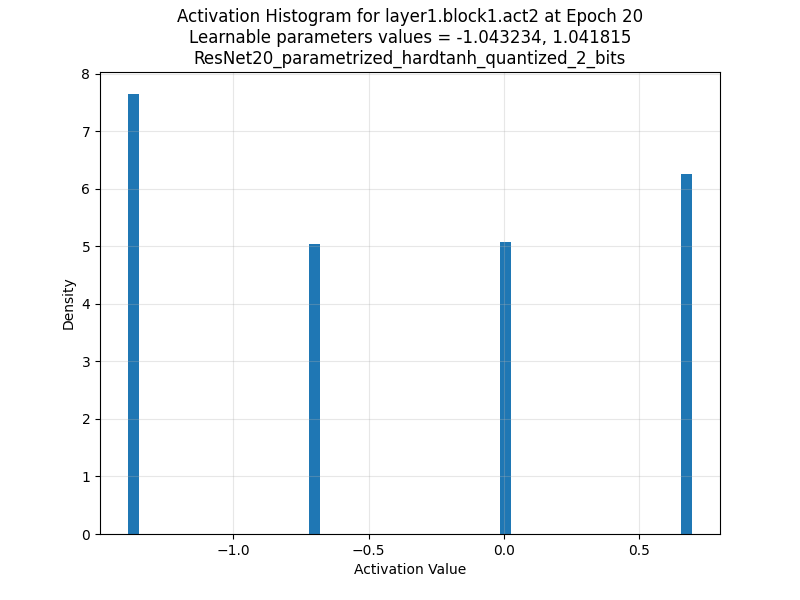 Activation Histogram for layer1.block1.act2 at Epoch 20
Learnable parameters values = -1.043234, 1.041815
ResNet20_parametrized_hardtanh_quantized_2_bits
8
7
6
5
4
3
2
1
0
Density
−1.0 −0.5 0.0 0.5
Activation Value